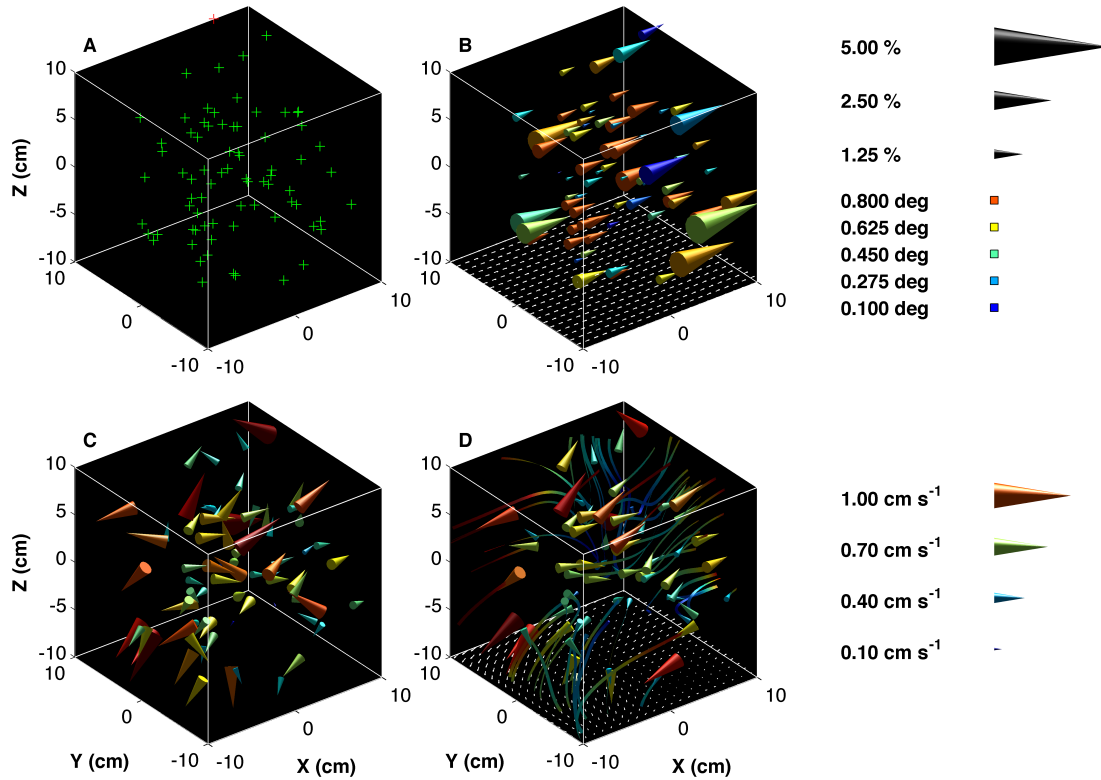 A
B
10
5
0
-5
-10
Z (cm)
10
0
-10
-10
0
10
10
5
0
-5
-10
10
0
-10
-10
0
10
5.00 %
2.50 %
1.25 %
0.800 deg
0.625 deg
0.450 deg
0.275 deg
0.100 deg
C
D
10
5
0
-5
-10
Z (cm)
10
0
-10
-10
0
10
Y (cm)
X (cm)
10
5
0
-5
-10
10
0
-10
-10
0
10
Y (cm)
X (cm)
1.00 cm s⁻¹
0.70 cm s⁻¹
0.40 cm s⁻¹
0.10 cm s⁻¹